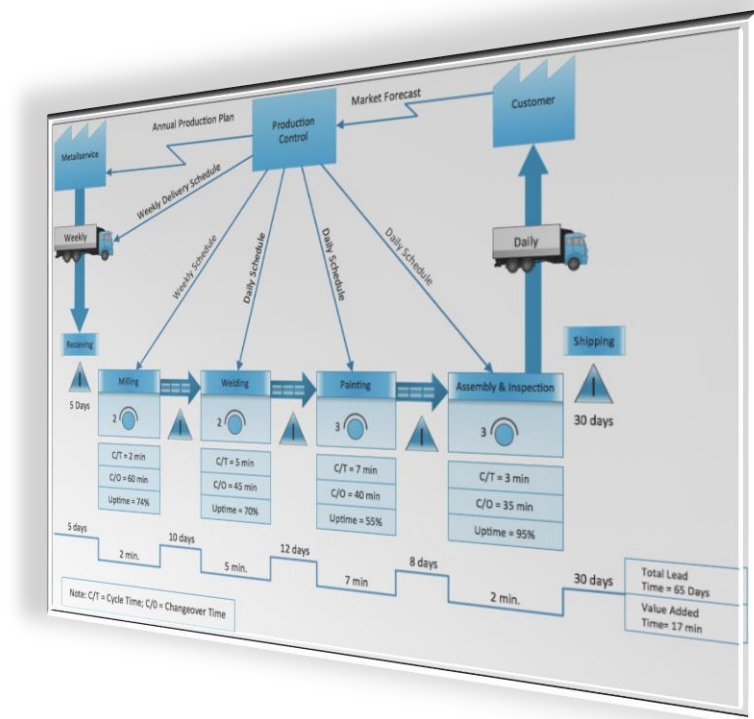 Metallservice
Annual Production Plan
Production
Control
Market Forecast
Customer
Weekly Delivery Schedule
Weekly
Weekly Schedule
Daily Schedule
Daily Schedule
Daily Schedule
Daily
Recieving
Shipping
I
5 Days
Milling
Welding
Painting
Assembly & Inspection
I
I
I
I
30 days
2
2
3
3
C/T = 2 min
C/O = 60 min
Uptime = 74%
C/T = 5 min
C/O = 45 min
Uptime = 70%
C/T = 7 min
C/O = 40 min
Uptime = 55%
C/T = 3 min
C/O = 35 min
Uptime = 95%
5 days
10 days
12 days
8 days
30 days
2 min.
5 min.
7 min
2 min.
Total Lead
Time = 65 Days
Value Added
Time= 17 min
Note: C/T = Cycle Time; C/O = Changeover Time